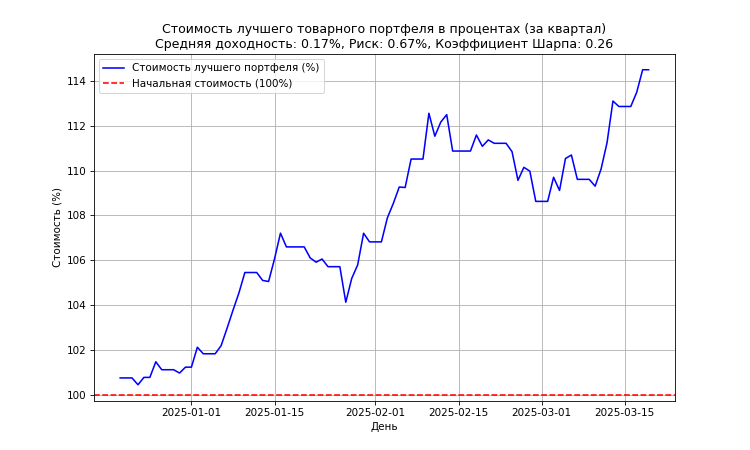 Стоимость лучшего товарного портфеля в процентах (за квартал)
Средняя доходность: 0.17%, Риск: 0.67%, Коэффициент Шарпа: 0.26
Стоимость лучшего портфеля (%)
Начальная стоимость (100%)
Стоимость (%)
114
112
110
108
106
104
102
100
2025-01-01
2025-01-15
2025-02-01
2025-02-15
2025-03-01
2025-03-15
День